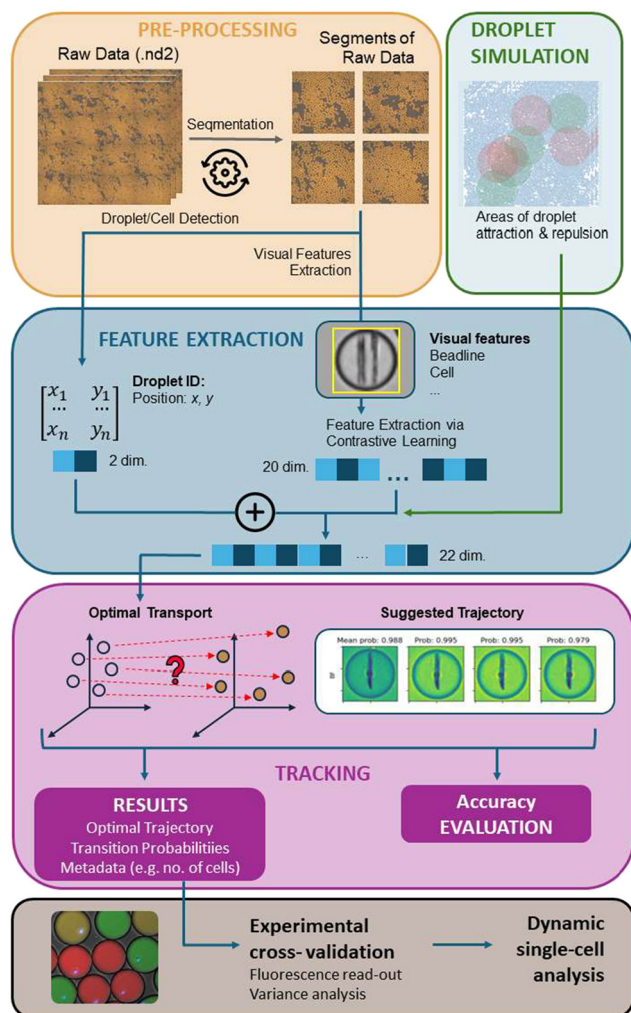 PRE-PROCESSING
Raw Data (.nd2)
Segments of
Raw Data
Seqmentation
Droplet/Cell Detection
Visual Features
Extraction
DROPLET
SIMULATION
Areas of droplet
attraction & repulsion
FEATURE EXTRACTION
x1 y1
... ...
xn yn
Droplet ID:
Position: x, y
2 dim.
Visual features
Beadline
Cell
...
Feature Extraction via
Contrastive Learning
20 dim.
...
+
...
22 dim.
Optimal Transport
?
Suggested Trajectory
Mean prob: 0.988
Prob: 0.995
Prob: 0.995
Prob: 0.979
BF
TRACKING
RESULTS
Optimal Trajectory
Transition Probabilitiies
Metadata (e.g. no. of cells)
Accuracy
EVALUATION
Experimental
cross- validation
Fluorescence read-out
Variance analysis
Dynamic
single-cell
analysis